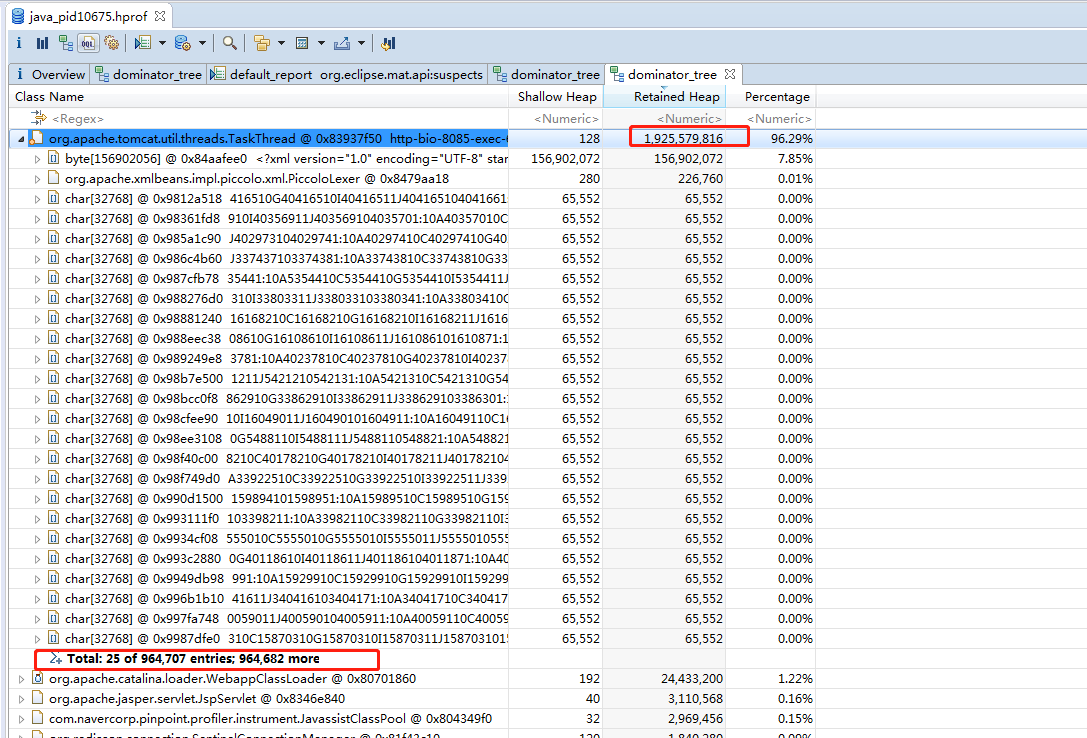 java_pid10675.hprof
i Overview dominator_tree default_report org.eclipse.mat.api:suspects dominator_tree dominator_tree
Class Name Shallow Heap Retained Heap Percentage
<Regex> <Numeric> <Numeric> <Numeric>
org.apache.tomcat.util.threads.TaskThread @ 0x83937f50 http-bio-8085-exec- 128 1,925,579,816 96.29%
byte[156902056] @ 0x84aafee0 <?xml version="1.0" encoding="UTF-8" star 156,902,072 156,902,072 7.85%
org.apache.xmlbeans.impl.piccolo.xml.PiccoloLexer @ 0x8479aa18 280 226,760 0.01%
char[32768] @ 0x9812a518 416510G40416510I40416511J404165104041661 65,552 65,552 0.00%
char[32768] @ 0x98361fd8 910I40356911J403569104035701:10A40357010C 65,552 65,552 0.00%
char[32768] @ 0x985a1c90 J402973104029741:10A40297410C40297410G40 65,552 65,552 0.00%
char[32768] @ 0x986c4b60 J337437103374381:10A33743810C33743810G33 65,552 65,552 0.00%
char[32768] @ 0x987cfb78 35441:10A5354410C5354410G5354410I5354411J 65,552 65,552 0.00%
char[32768] @ 0x988276d0 310I33803311J338033103380341:10A33803410C 65,552 65,552 0.00%
char[32768] @ 0x98881240 16168210C16168210G16168210I16168211J1616 65,552 65,552 0.00%
char[32768] @ 0x988eec38 08610G16108610I16108611J161086101610871:1 65,552 65,552 0.00%
char[32768] @ 0x989249e8 3781:10A40237810C40237810G40237810I40237 65,552 65,552 0.00%
char[32768] @ 0x98b7e500 1211J5421210542131:10A5421310C5421310G54 65,552 65,552 0.00%
char[32768] @ 0x98bcc0f8 862910G33862910I33862911J338629103386301: 65,552 65,552 0.00%
char[32768] @ 0x98cfee90 10I16049011J160490101604911:10A16049110C1 65,552 65,552 0.00%
char[32768] @ 0x98ee3108 0G5488110I5488111J5488110548821:10A54882 65,552 65,552 0.00%
char[32768] @ 0x98f40c00 8210C40178210G40178210I40178211J40178210 65,552 65,552 0.00%
char[32768] @ 0x98f749d0 A33922510C33922510G33922510I33922511J339 65,552 65,552 0.00%
char[32768] @ 0x990d1500 159894101598951:10A15989510C15989510G159 65,552 65,552 0.00%
char[32768] @ 0x993111f0 103398211:10A33982110C33982110G33982110I3 65,552 65,552 0.00%
char[32768] @ 0x9934cf08 555010C5555010G5555010I5555011J5555010555 65,552 65,552 0.00%
char[32768] @ 0x993c2880 0G40118610I40118611J401186104011871:10A40 65,552 65,552 0.00%
char[32768] @ 0x9949db98 991:10A15929910C15929910G15929910I159299 65,552 65,552 0.00%
char[32768] @ 0x996b1b10 41611J340416103404171:10A34041710C340417 65,552 65,552 0.00%
char[32768] @ 0x997fa748 0059011J400590104005911:10A40059110C40059 65,552 65,552 0.00%
char[32768] @ 0x9987dfe0 310C15870310G15870310I15870311J158703101 65,552 65,552 0.00%
Total: 25 of 964,707 entries; 964,682 more
org.apache.catalina.loader.WebappClassLoader @ 0x80701860 192 24,433,200 1.22%
org.apache.jasper.servlet.JspServlet @ 0x8346e840 40 3,110,568 0.16%
com.navercorp.pinpoint.profiler.instrument.JavassistClassPool @ 0x804349f0 32 2,969,456 0.15%